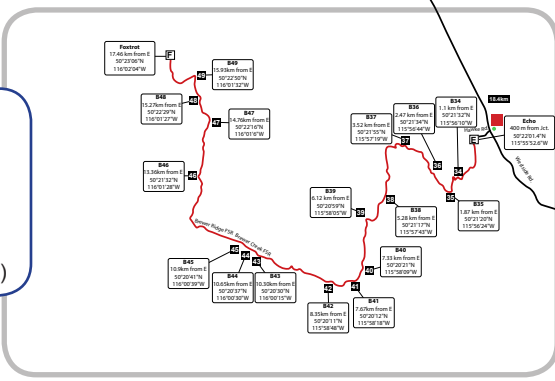 Foxtrot
17.46 km from E
50°23'06"N
116°02'04"W
F
49
B49
15.93km from E
50°22'50"N
116°01'32"W
B48
15.27km from E
50°22'29"N
116°01'27"W
48
47
B47
14.76km from E
50°22'16"N
116°01'6"W
B46
13.36km from E
50°21'32"N
116°01'28"W
46
B37
3.52 km from E
50°21'55"N
115°57'19"W
37
B36
2.47 km from E
50°21'34"N
115°56'44"W
36
B34
1.1 km from E
50°21'32"N
115°56'10"W
34
18.4km
Echo
400 m from Jct.
50°22'01.4"N
115°55'52.6"W
E
Westside Rd
35
B35
1.87 km from E
50°21'20"N
115°56'24"W
B39
6.12 km from E
50°20'59"N
115°58'05"W
39
38
B38
5.28 km from E
50°21'17"N
115°57'43"W
Brewer Ridge FSR
Brewer Creek FSR
B45
10.9km from E
50°20'41"N
116°00'39"W
45
44
B44
10.65km from E
50°20'37"N
116°00'30"W
43
B43
10.30km from E
50°20'30"N
116°00'15"W
40
B40
7.33 km from E
50°20'21"N
115°58'09"W
42
B42
8.35km from E
50°20'11"N
115°58'48"W
41
B41
7.67km from E
50°20'12"N
115°58'18"W
)